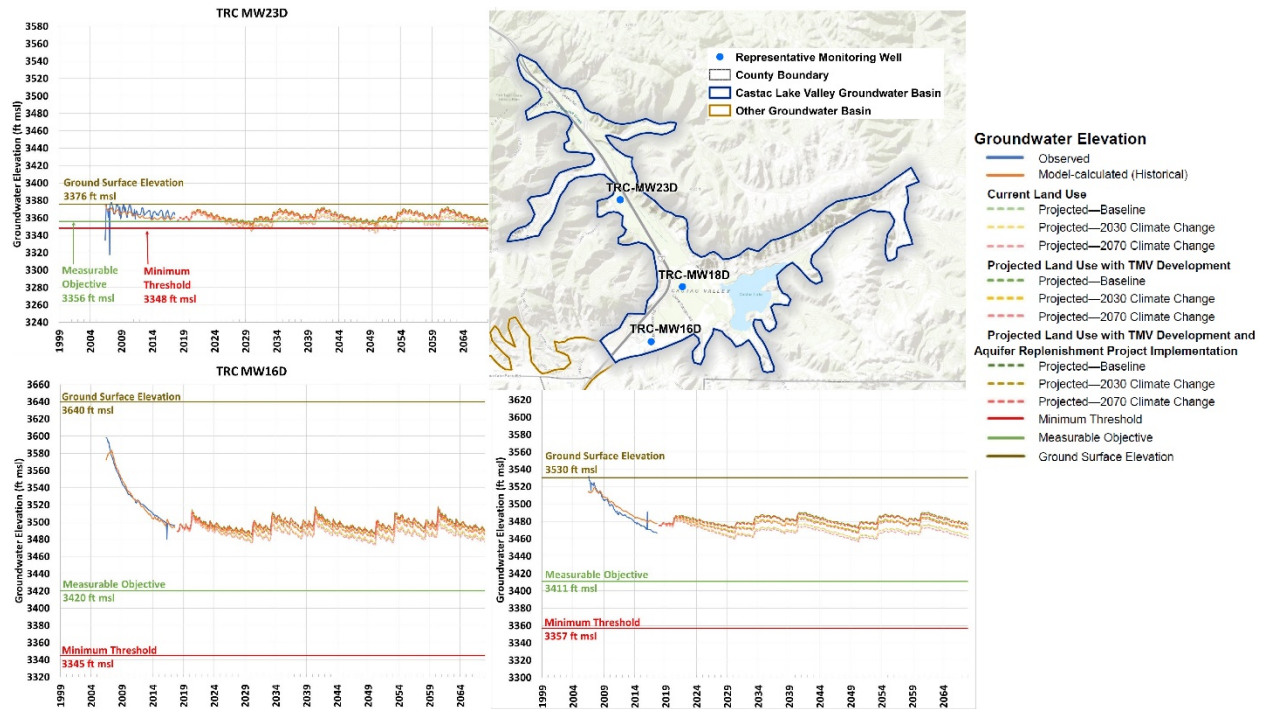 TRC MW23D
Groundwater Elevation (ft msl)
3580
3560
3540
3520
3500
3480
3460
3440
3420
3400
3380
3360
3340
3320
3300
3280
3260
3240
Ground Surface Elevation
3376 ft msl
Measurable
Objective
3356 ft msl
Minimum
Threshold
3348 ft msl
1999
2004
2009
2014
2019
2024
2029
2034
2039
2044
2049
2054
2059
2064
Representative Monitoring Well
County Boundary
Castac Lake Valley Groundwater Basin
Other Groundwater Basin
TRC-MW23D
TRC-MW18D
CASTAC VALLEY
TRC-MW16D
Groundwater Elevation
Observed
Model-calculated (Historical)
Current Land Use
Projected—Baseline
Projected—2030 Climate Change
Projected—2070 Climate Change
Projected Land Use with TMV Development
Projected—Baseline
Projected—2030 Climate Change
Projected—2070 Climate Change
Projected Land Use with TMV Development and
Aquifer Replenishment Project Implementation
Projected—Baseline
Projected—2030 Climate Change
Projected—2070 Climate Change
Minimum Threshold
Measurable Objective
Ground Surface Elevation
TRC MW16D
Groundwater Elevation (ft msl)
3660
3640
3620
3600
3580
3560
3540
3520
3500
3480
3460
3440
3420
3400
3380
3360
3340
3320
Ground Surface Elevation
3640 ft msl
Measurable Objective
3420 ft msl
Minimum Threshold
3345 ft msl
1999
2004
2009
2014
2019
2024
2029
2034
2039
2044
2049
2054
2059
2064
Groundwater Elevation (ft msl)
3620
3600
3580
3560
3540
3520
3500
3480
3460
3440
3420
3400
3380
3360
3340
3320
3300
Ground Surface Elevation
3530 ft msl
Measurable Objective
3411 ft msl
Minimum Threshold
3357 ft msl
1999
2004
2009
2014
2019
2024
2029
2034
2039
2044
2049
2054
2059
2064